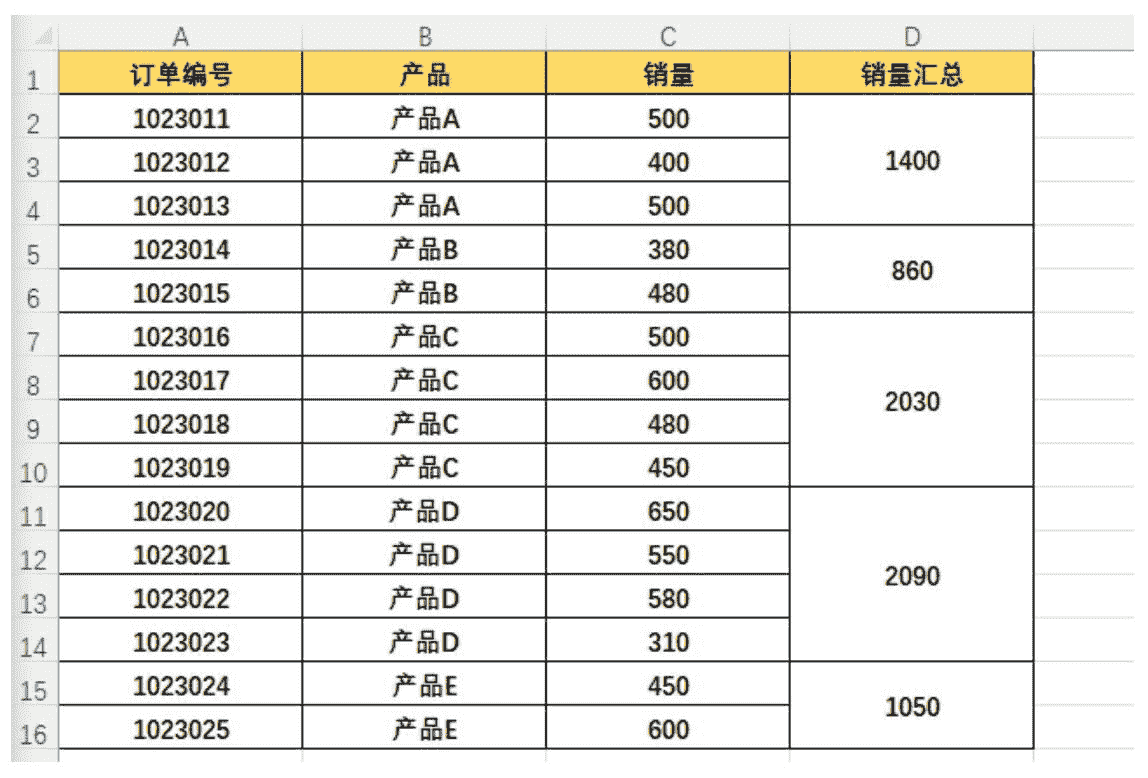 A B C D
1 订单编号 产品 销量 销量汇总
2 1023011 产品A 500
3 1023012 产品A 400 1400
4 1023013 产品A 500
5 1023014 产品B 380 860
6 1023015 产品B 480
7 1023016 产品C 500
8 1023017 产品C 600 2030
9 1023018 产品C 480
10 1023019 产品C 450
11 1023020 产品D 650
12 1023021 产品D 550 2090
13 1023022 产品D 580
14 1023023 产品D 310
15 1023024 产品E 450 1050
16 1023025 产品E 600